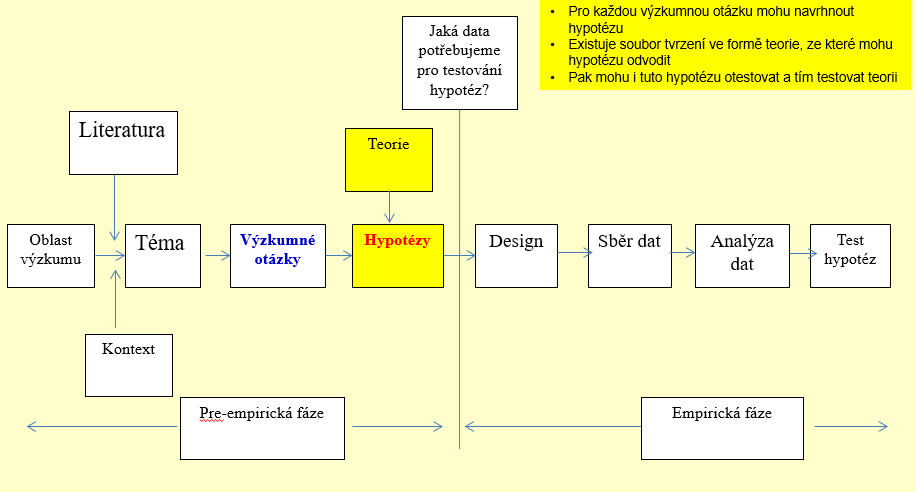 • Pro každou výzkumnou otázku mohu navrhnout
hypotézu
• Existuje soubor tvrzení ve formě teorie, ze které mohu
hypotézu odvodit
• Pak mohu i tuto hypotézu otestovat a tím testovat teorii
Jaká data
potřebujeme
pro testování
hypotéz?
Literatura
Teorie
Oblast
výzkumu
Téma
Výzkumné
otázky
Hypotézy
Design
Sběr dat
Analýza
dat
Test
hypotéz
Kontext
Pre-empirická fáze
Empirická fáze